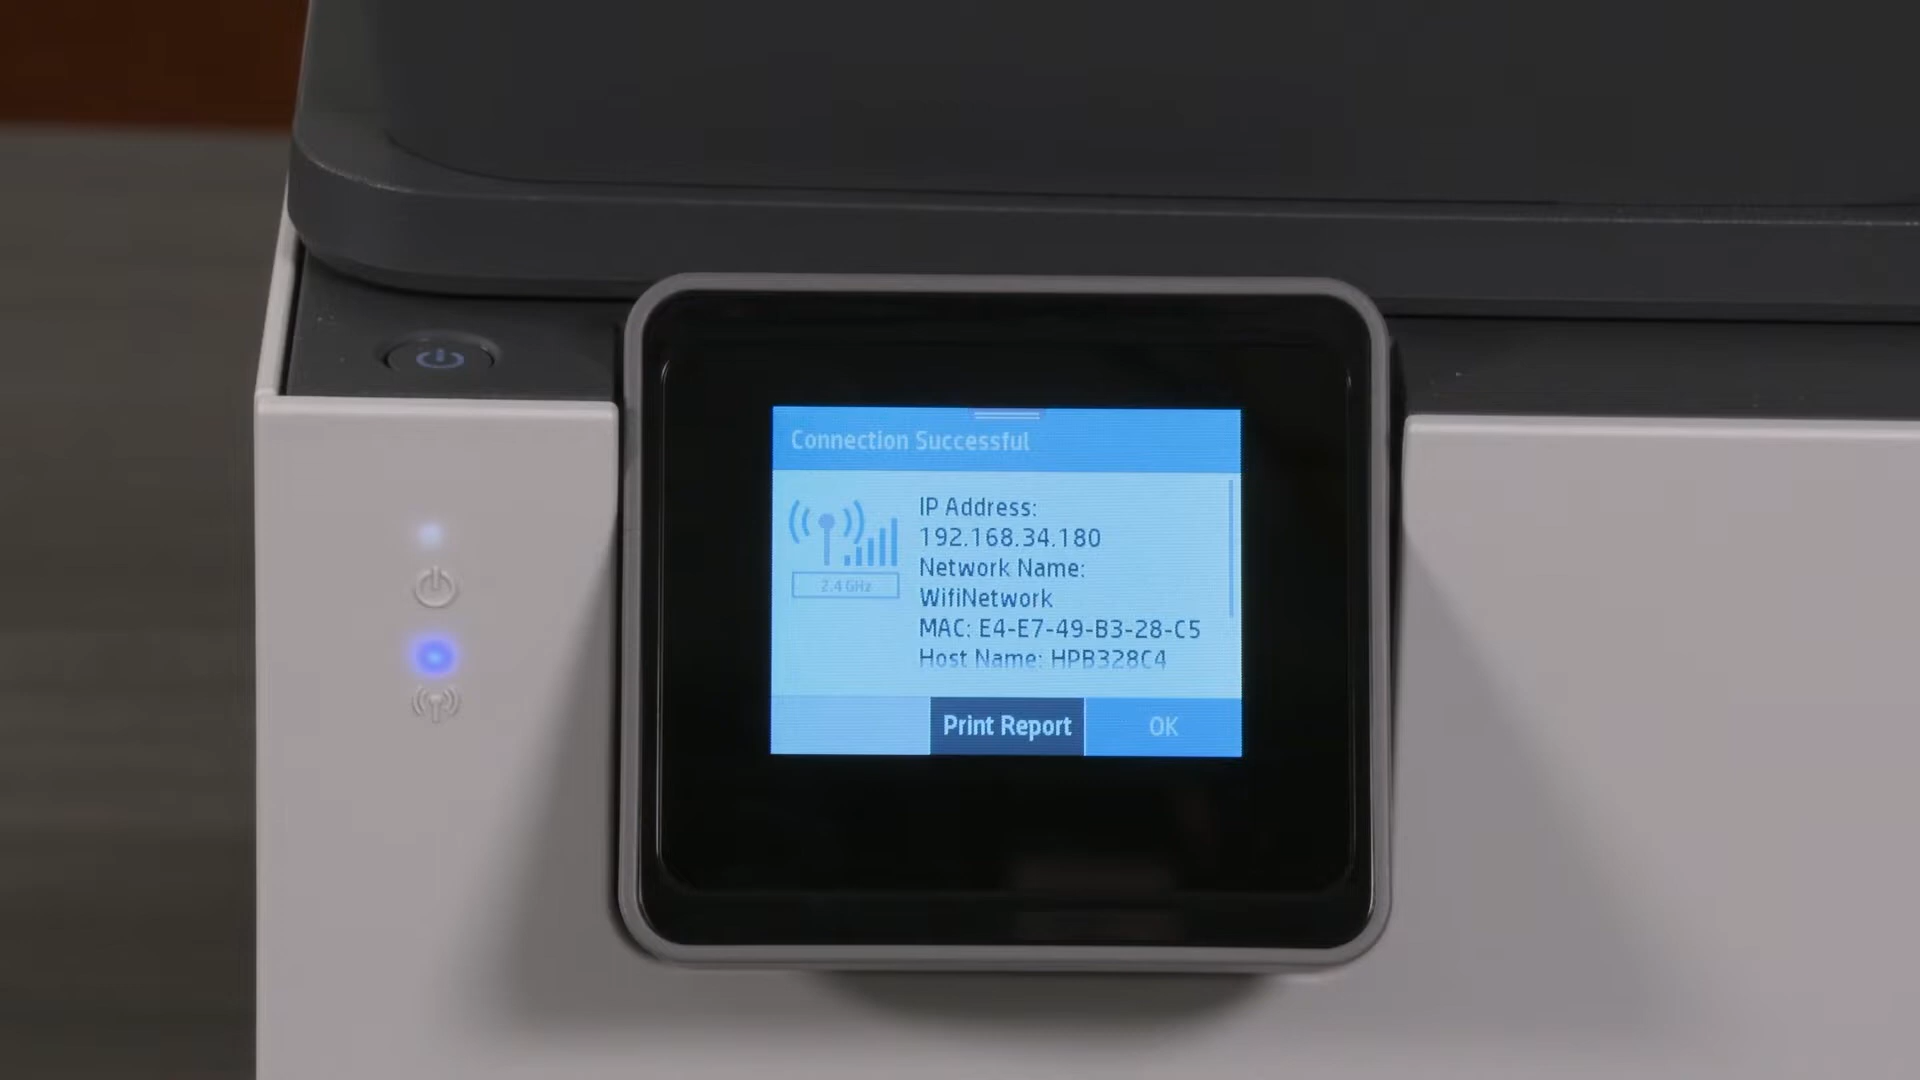 Connection Successful
IP Address:
192.168.34.180
Network Name:
WifiNetwork
2.4 GHz
MAC: E4-E7-49-B3-28-C5
Host Name: HPB328C4
Print Report
OK